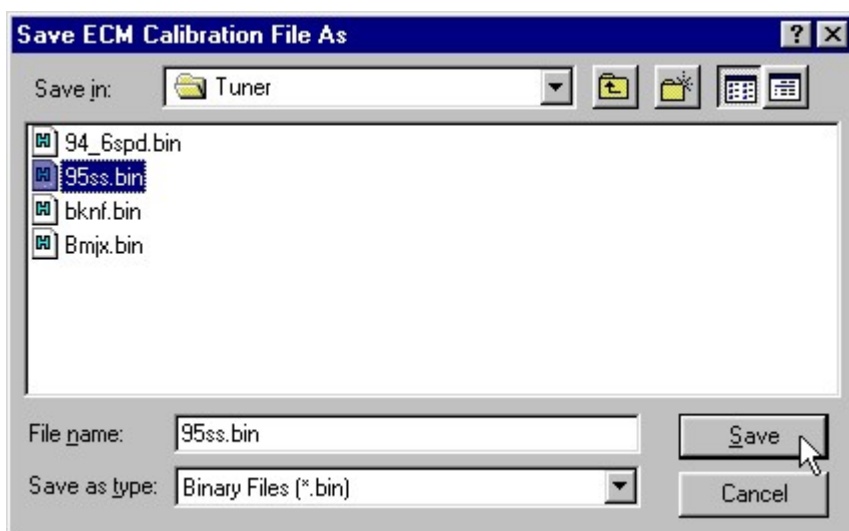 Save ECM Calibration File As
Save in: Tuner
94_6spd.bin
95ss.bin
bknf.bin
Bmjx.bin
File name: 95ss.bin Save
Save as type: Binary Files (*.bin) Cancel